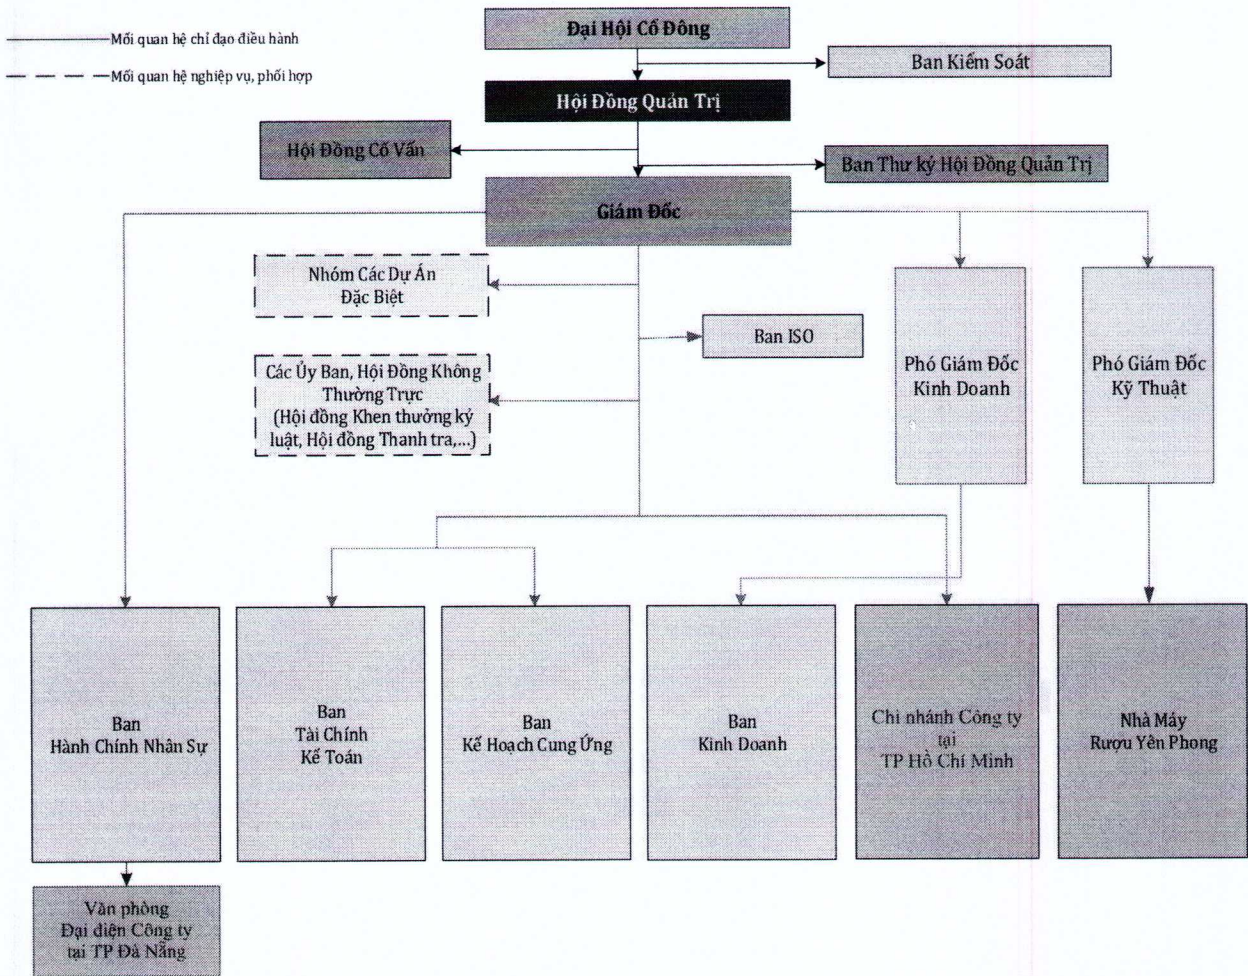 Mối quan hệ chỉ đạo điều hành
Mối quan hệ nghiệp vụ, phối hợp
Đại Hội Cổ Đông
Ban Kiểm Soát
Hội Đồng Quản Trị
Hội Đồng Cố Vấn
Ban Thư ký Hội Đồng Quản Trị
Giám Đốc
Nhóm Các Dự Án
Đặc Biệt
Ban ISO
Các Ủy Ban, Hội Đồng Không
Thường Trực
(Hội đồng Khen thưởng kỷ
luật, Hội đồng Thanh tra,...)
Phó Giám Đốc
Kinh Doanh
Phó Giám Đốc
Kỹ Thuật
Ban
Hành Chính Nhân Sự
Ban
Tài Chính
Kế Toán
Ban
Kế Hoạch Cung Ứng
Ban
Kinh Doanh
Chi nhánh Công ty
tại
TP Hồ Chí Minh
Nhà Máy
Rượu Yên Phong
Văn phòng
Đại diện Công ty
tại TP Đà Nẵng